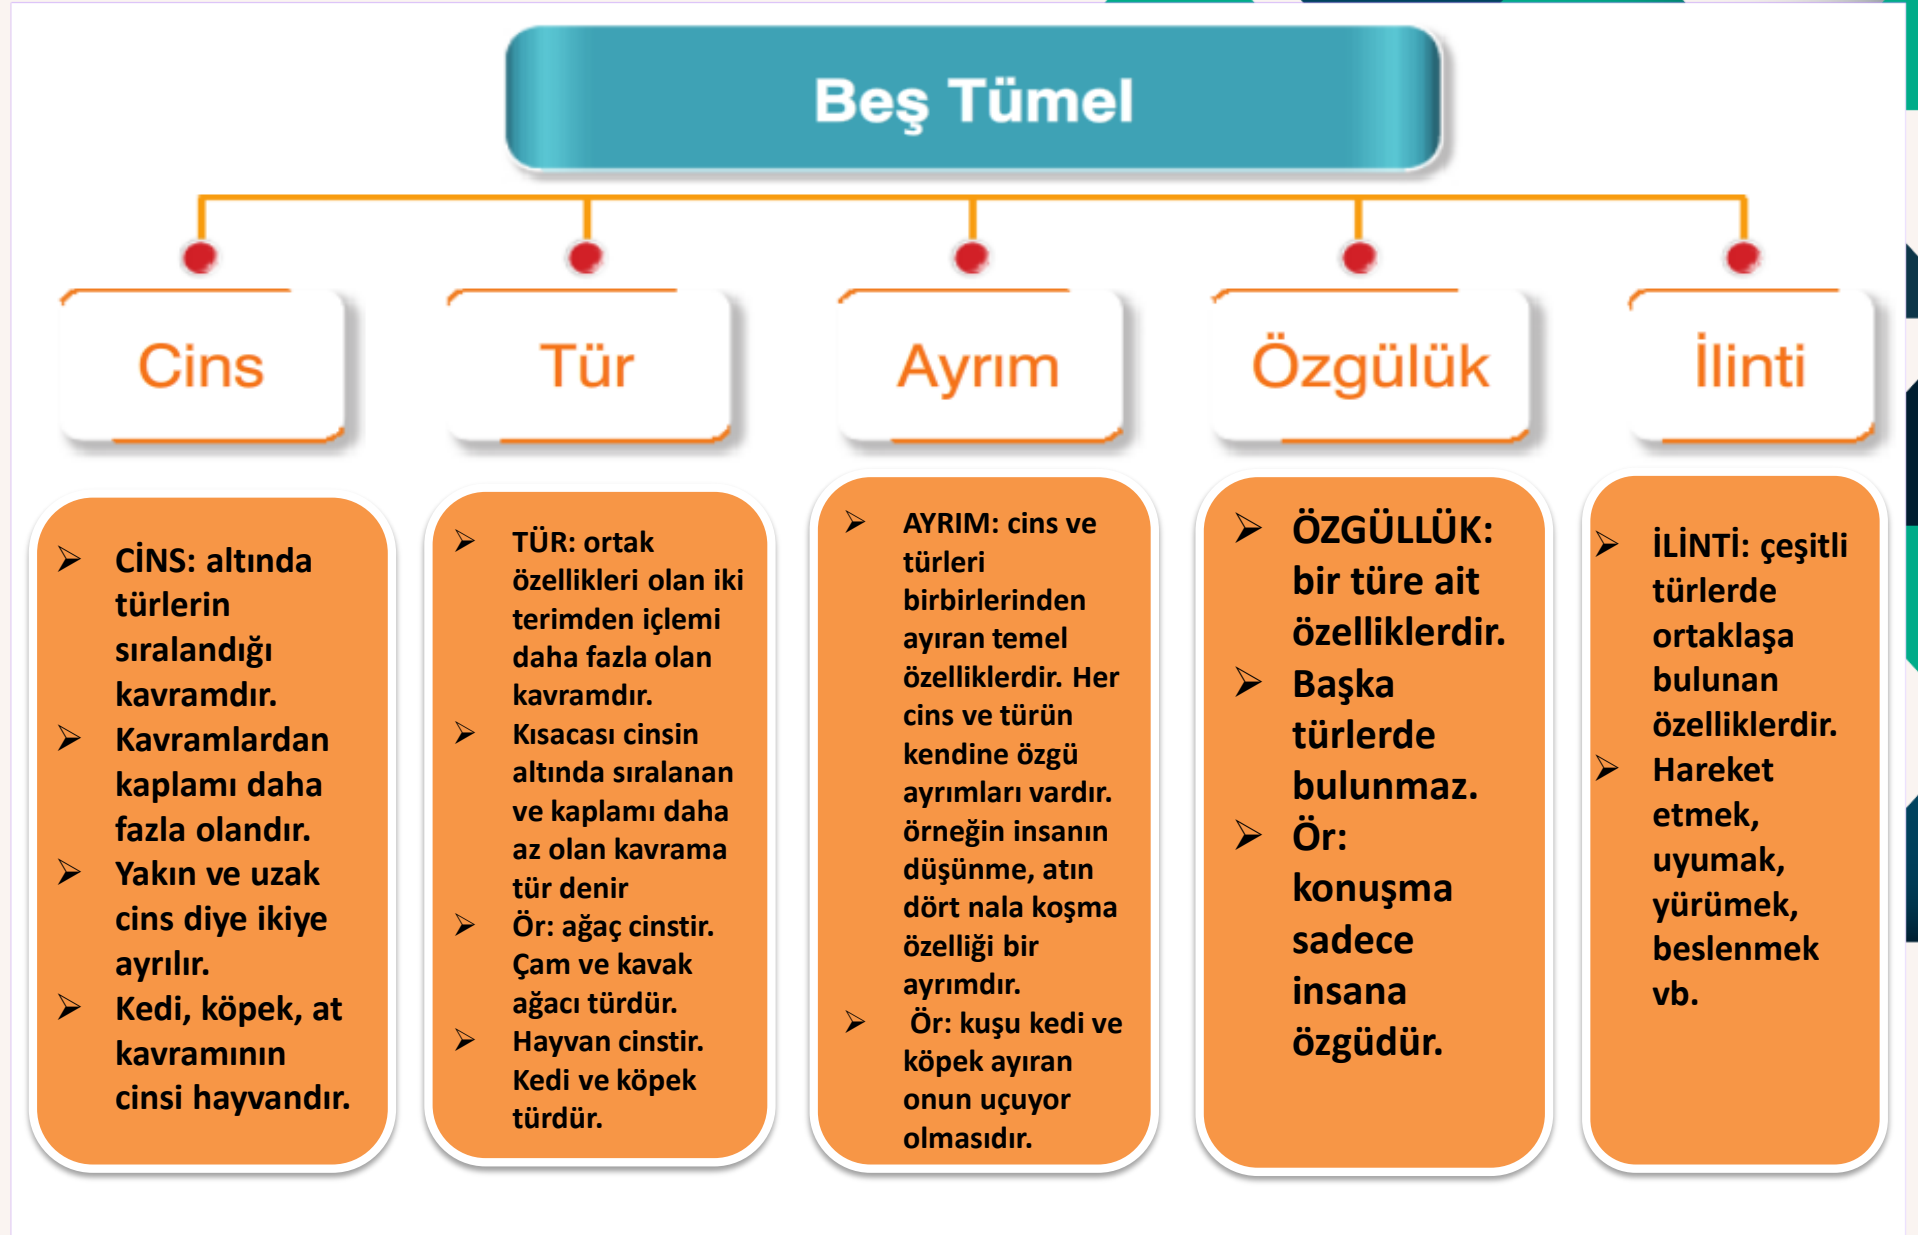 Beş Tümel
Cins
Tür
Ayrım
Özgülük
İlinti
➢ CİNS: altında
türlerin
sıralandığı
kavramdır.
➢ Kavramlardan
kaplamı daha
fazla olandır.
➢ Yakın ve uzak
cins diye ikiye
ayrılır.
➢ Kedi, köpek, at
kavramının
cinsi hayvandır.
➢ TÜR: ortak
özellikleri olan iki
terimden içlemi
daha fazla olan
kavramdır.
➢ Kısacası cinsin
altında sıralanan
ve kaplamı daha
az olan kavrama
tür denir
➢ Ör: ağaç cinstir.
Çam ve kavak
ağacı türdür.
➢ Hayvan cinstir.
Kedi ve köpek
türdür.
➢ AYRIM: cins ve
türleri
birbirlerinden
ayıran temel
özelliklerdir. Her
cins ve türün
kendine özgü
ayrımları vardır.
örneğin insanın
düşünme, atın
dört nala koşma
özelliği bir
ayrımdır.
➢ Ör: kuşu kedi ve
köpek ayıran
onun uçuyor
olmasıdır.
➢ ÖZGÜLLÜK:
bir türe ait
özelliklerdir.
➢ Başka
türlerde
bulunmaz.
➢ Ör:
konuşma
sadece
insana
özgüdür.
➢ İLİNTİ: çeşitli
türlerde
ortaklaşa
bulunan
özelliklerdir.
➢ Hareket
etmek,
uyumak,
yürümek,
beslenmek
vb.